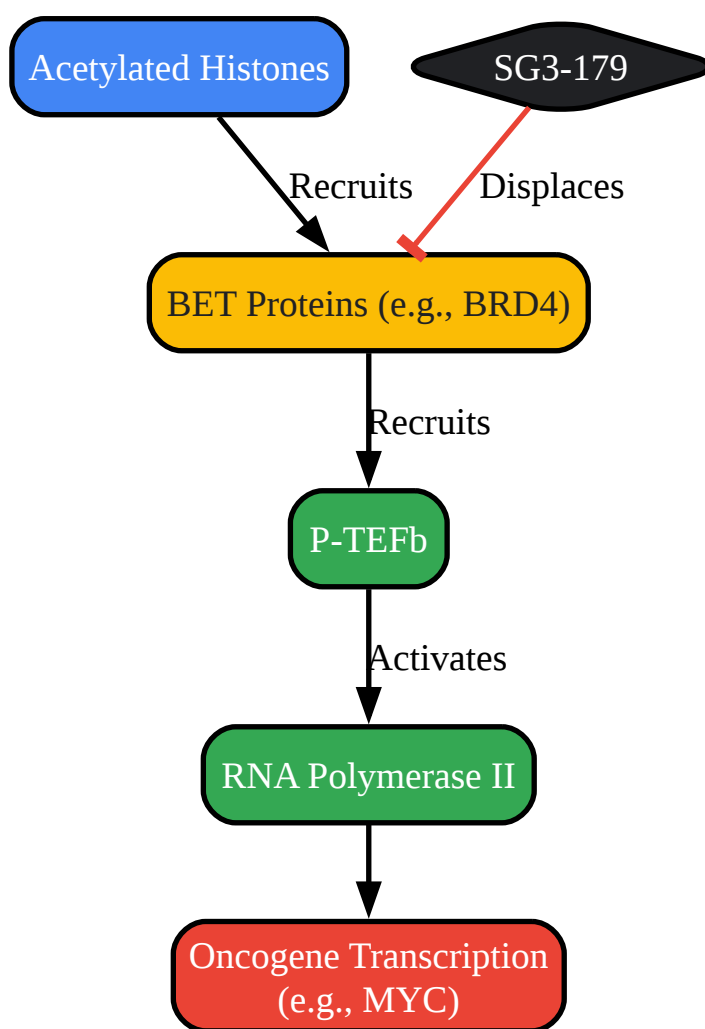 Acetylated Histones
SG3-179
Recruits
Displaces
BET Proteins (e.g., BRD4)
Recruits
P-TEFb
Activates
RNA Polymerase II
Oncogene Transcription
(e.g., MYC)